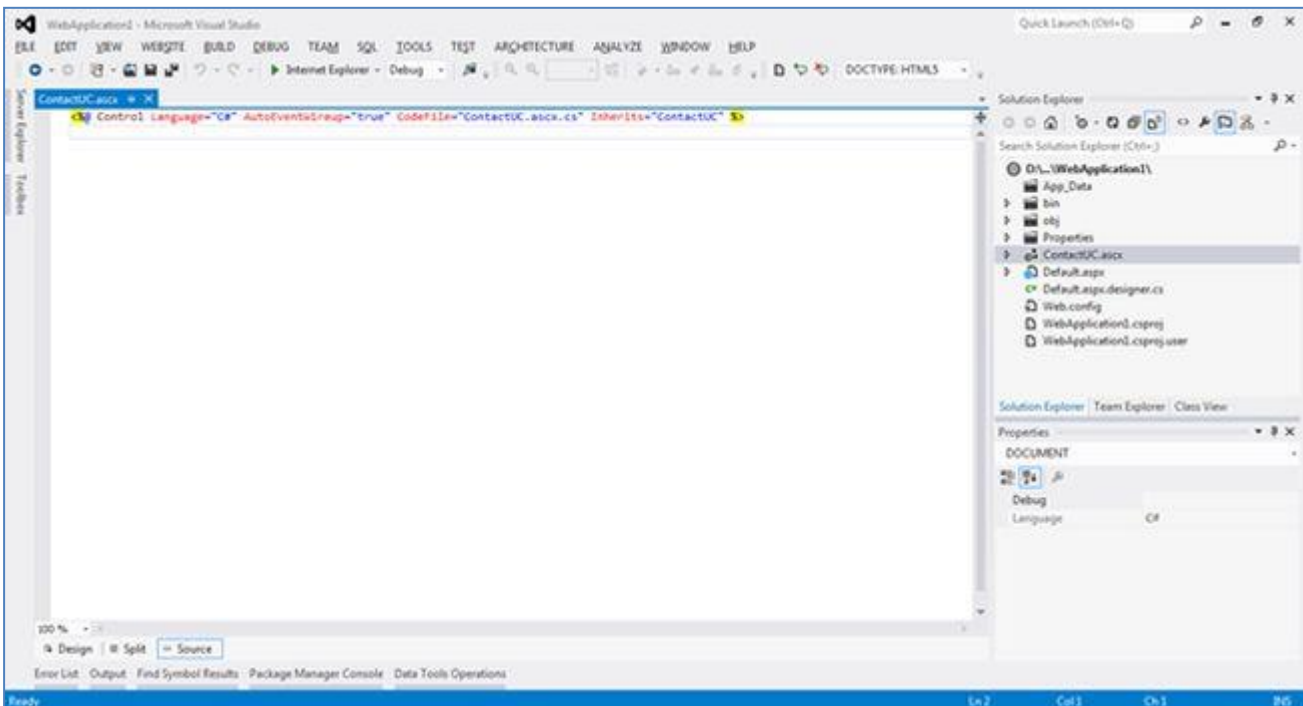 WebApplication1 - Microsoft Visual Studio
Quick Launch (Ctrl+Q)
FILE EDIT VIEW WEBSITE BUILD DEBUG TEAM SQL TOOLS TEST ARCHITECTURE ANALYZE WINDOW HELP
Internet Explorer Debug DOCTYPE: HTML5
Server Explorer
Toolbox
ContactUC.ascx
<%@ Control Language="C#" AutoEventWireup="true" CodeFile="ContactUC.ascx.cs" Inherits="ContactUC" %>
100 %
Design Split Source
Solution Explorer
Search Solution Explorer (Ctrl+;)
D:\...\WebApplication1\
App_Data
bin
obj
Properties
ContactUC.ascx
Default.aspx
Default.aspx.designer.cs
Web.config
WebApplication1.csproj
WebApplication1.csproj.user
Solution Explorer Team Explorer Class View
Properties
DOCUMENT
Debug
Language C#
Error List Output Find Symbol Results Package Manager Console Data Tools Operations
Ready Ln 2 Col 1 Ch 1 INS